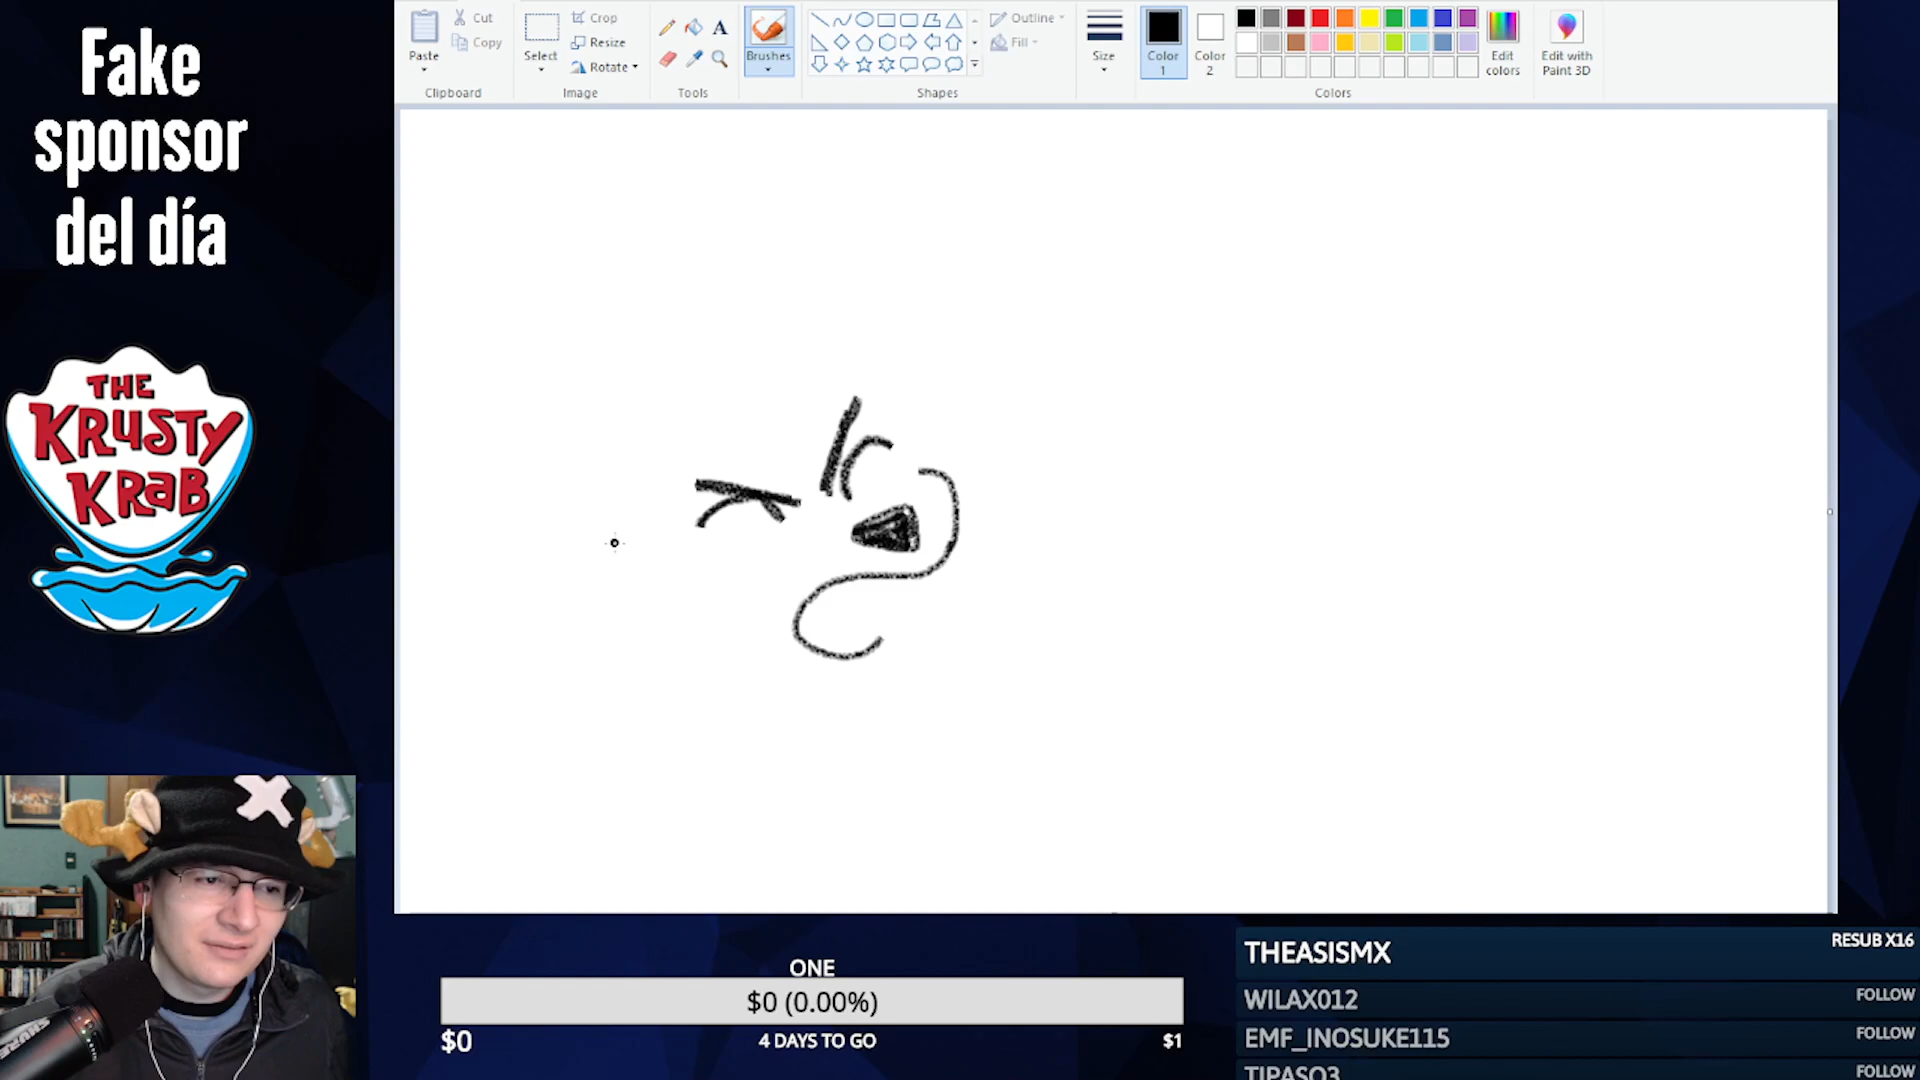 Fake
sponsor
del día
THE
KRUSTY
KRAB
Paste
Cut
Copy
Clipboard
Select
Crop
Resize
Rotate
Image
A
Tools
Brushes
Shapes
Outline
Fill
Size
Color
1
Color
2
Colors
Edit
colors
Edit with
Paint 3D
SHURE
ONE
$0 (0.00%)
$0
4 DAYS TO GO
$1
THEASISMX
RESUB X16
WILAX012
FOLLOW
EMF_INOSUKE115
FOLLOW
TIPASO3
FOLLOW